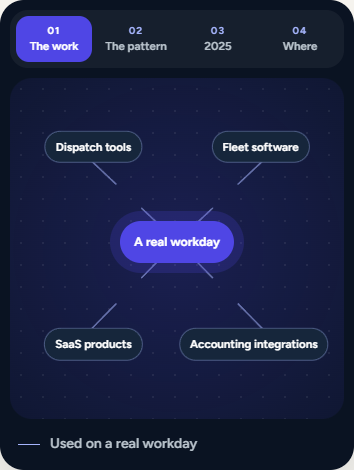 01
The work
02
The pattern
03
2025
04
Where
Dispatch tools
Fleet software
A real workday
SaaS products
Accounting integrations
Used on a real workday